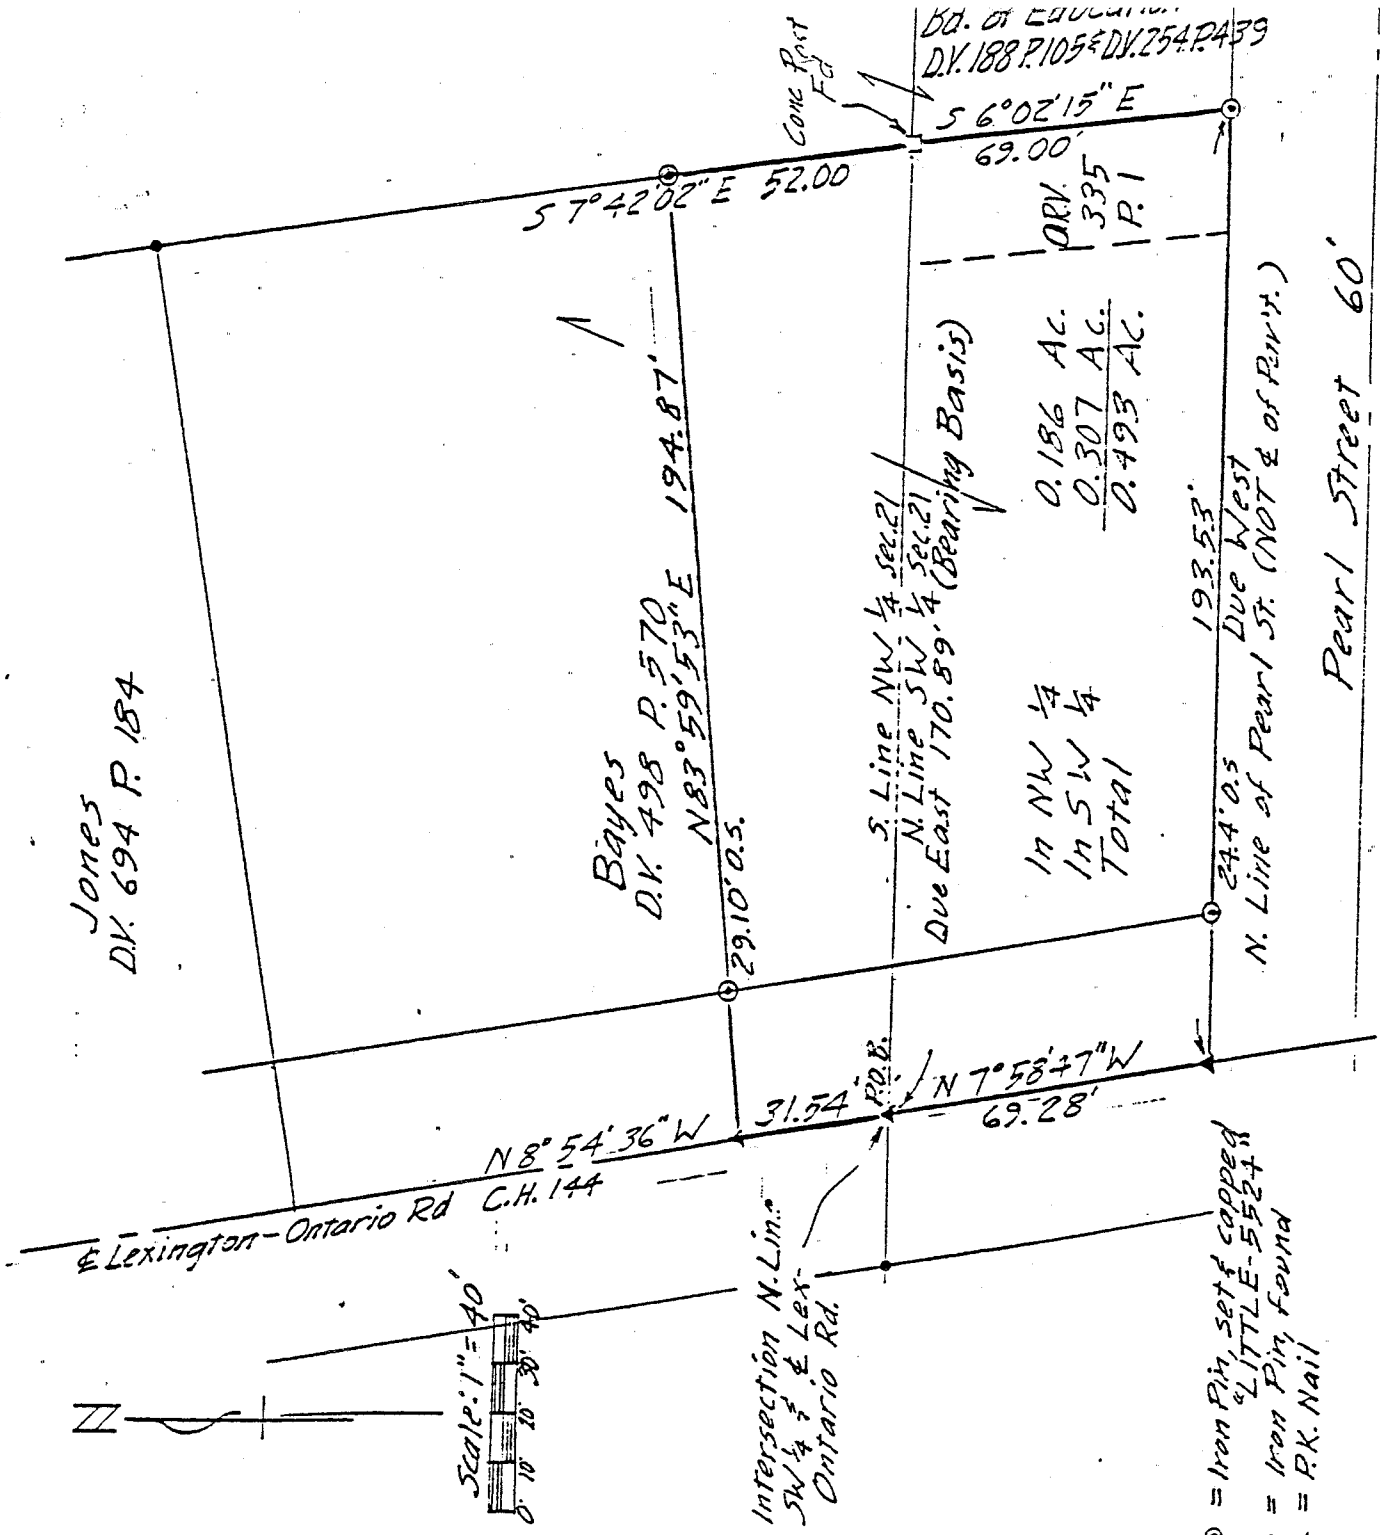 Bd. of Education
D.V. 188 P. 105 & D.V. 254 P. 439
Conc Post
Fd
S 6° 02' 15" E
69.00'
S 7° 42' 02" E 52.00
O.R.V.
335
P. 1
Jones
D.V. 694 P. 184
Bayes
D.V. 498 P. 570
N 83° 59' 53" E 194.87'
29.10' O.S.
S. Line NW 1/4 Sec. 21
N. Line SW 1/4 Sec. 21
Due East 170.89' (Bearing Basis)
In NW 1/4 0.186 Ac.
In SW 1/4 0.307 Ac.
Total 0.493 Ac.
193.53'
Due West
24.4' O.S
N. Line of Pearl St. (NOT ℄ of Pav't.)
Pearl Street 60'
P.O.B.
N 7° 58' 47" W
69.28'
N 8° 54' 36" W 31.54'
℄ Lexington-Ontario Rd C.H. 144
Intersection N. Line
SW 1/4 & ℄ Lex-
Ontario Rd.
Scale: 1" = 40'
0' 10' 20' 30' 40'
= Iron Pin, set & capped
"LITTLE-5524"
= Iron Pin, found
= P.K. Nail